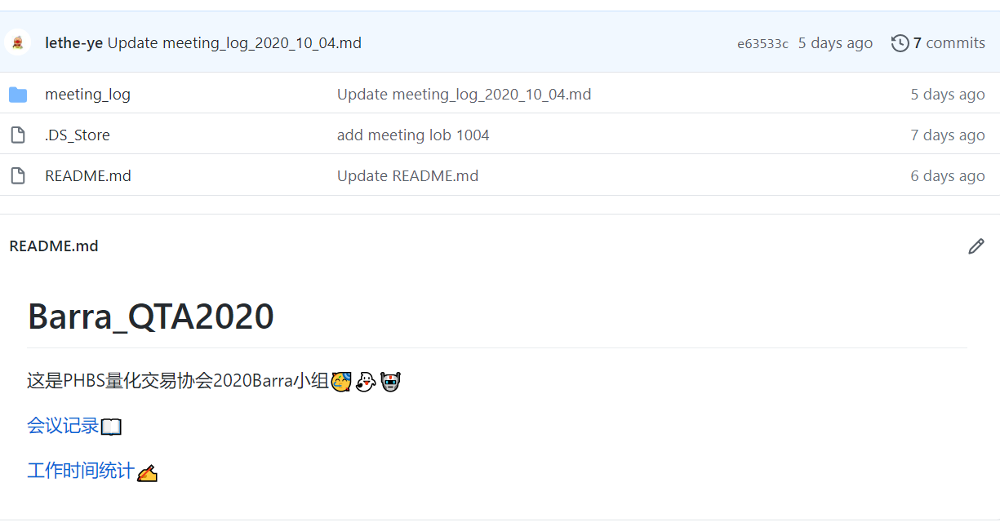 lethe-ye Update meeting_log_2020_10_04.md e63533c 5 days ago 7 commits
meeting_log Update meeting_log_2020_10_04.md 5 days ago
.DS_Store add meeting lob 1004 7 days ago
README.md Update README.md 6 days ago
README.md
Barra_QTA2020
这是PHBS量化交易协会2020Barra小组🥳👻🤖
会议记录📖
工作时间统计✍